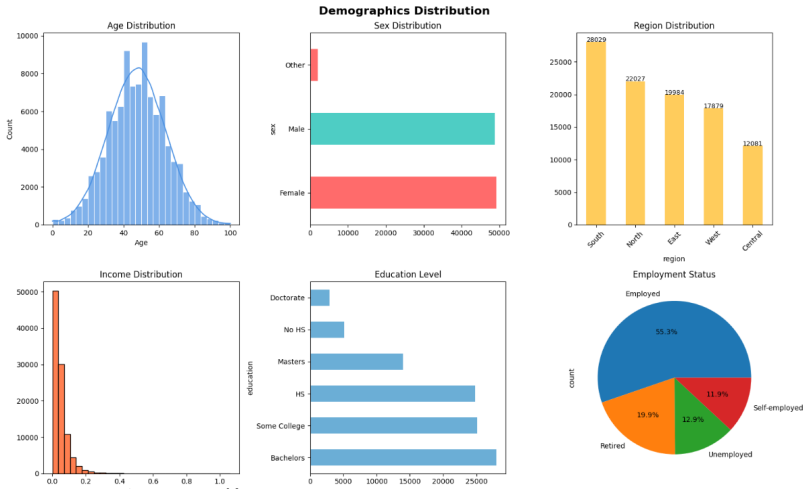 Demographics Distribution
Age Distribution
10000
8000
6000
4000
2000
0
Count
0 20 40 60 80 100
Age
Sex Distribution
Other
Male
Female
sex
0 10000 20000 30000 40000 50000
Region Distribution
28029
22027
19984
17879
12081
25000
20000
15000
10000
5000
0
South North East West Central
region
Income Distribution
50000
40000
30000
20000
10000
0
0.0 0.2 0.4 0.6 0.8 1.0
Education Level
Doctorate
No HS
Masters
HS
Some College
Bachelors
education
0 5000 10000 15000 20000 25000
Employment Status
Employed
55.3%
11.9%
Self-employed
19.9%
12.9%
Retired
Unemployed
count